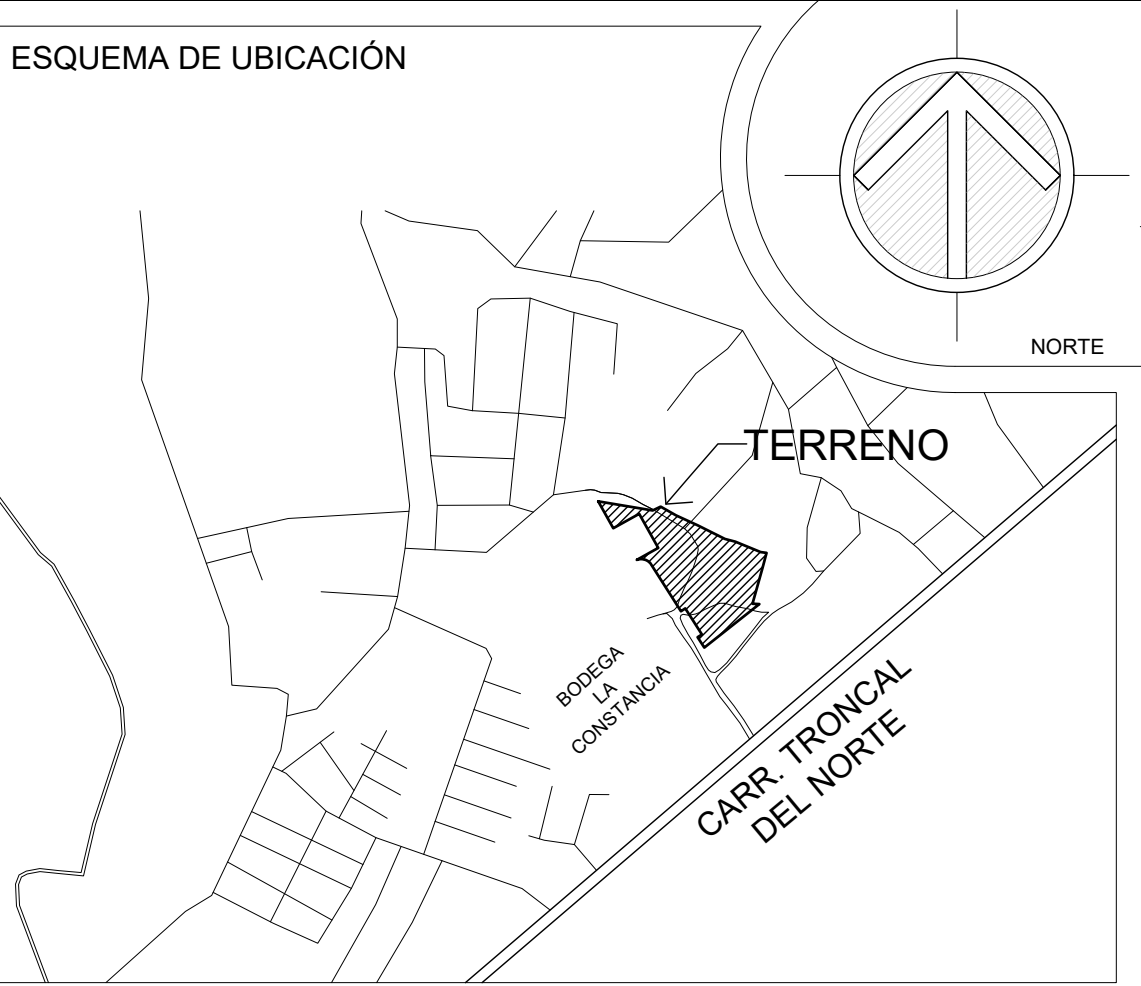 ESQUEMA DE UBICACIÓN
NORTE
TERRENO
BODEGA
LA
CONSTANCIA
CARR. TRONCAL
DEL NORTE